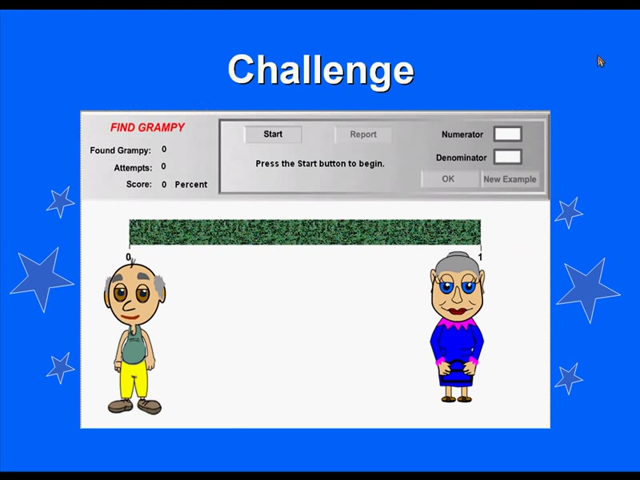 Challenge
FIND GRAMPY
Found Grampy: 0
Attempts: 0
Score: 0 Percent
Start
Report
Press the Start button to begin.
Numerator
Denominator
OK
New Example
0
1